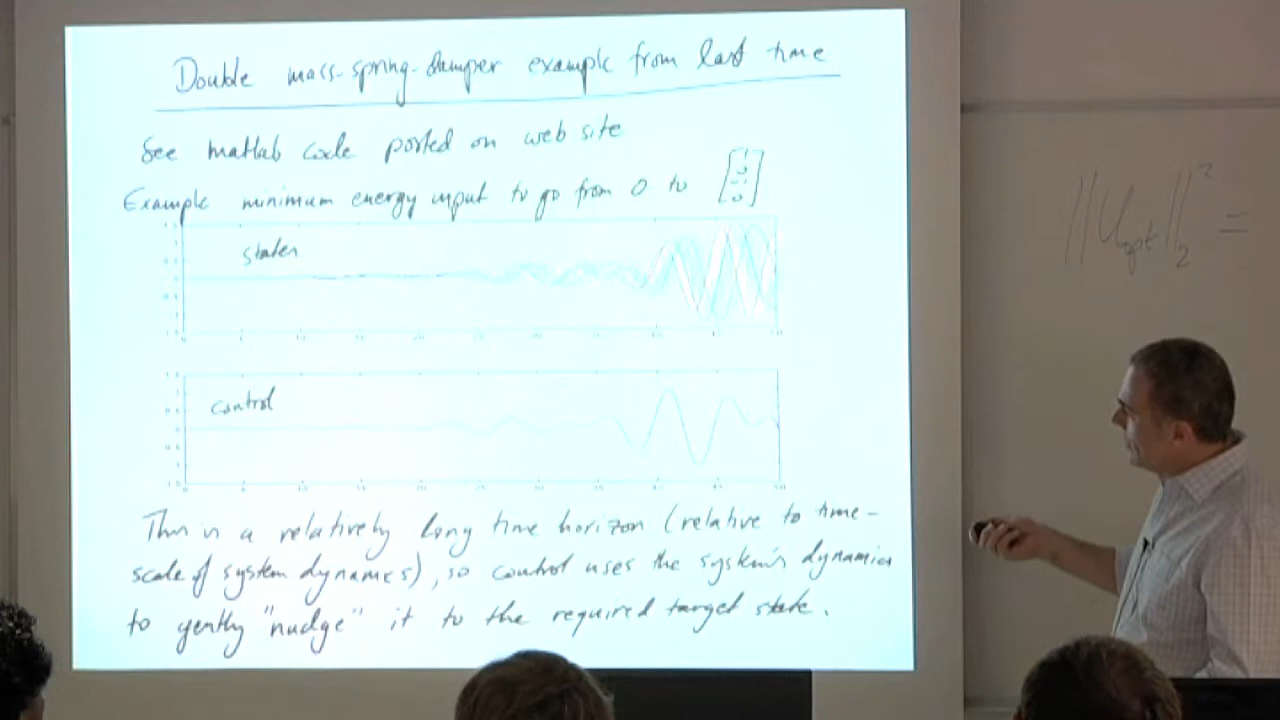 Double mass-spring-damper example from last time
See matlab code posted on web site
Example minimum energy input to go from 0 to
states
control
This is a relatively long time horizon (relative to time-
scale of system dynamics), so control uses the system's dynamics
to gently "nudge" it to the required target state.
||U_opt||_2^2 =